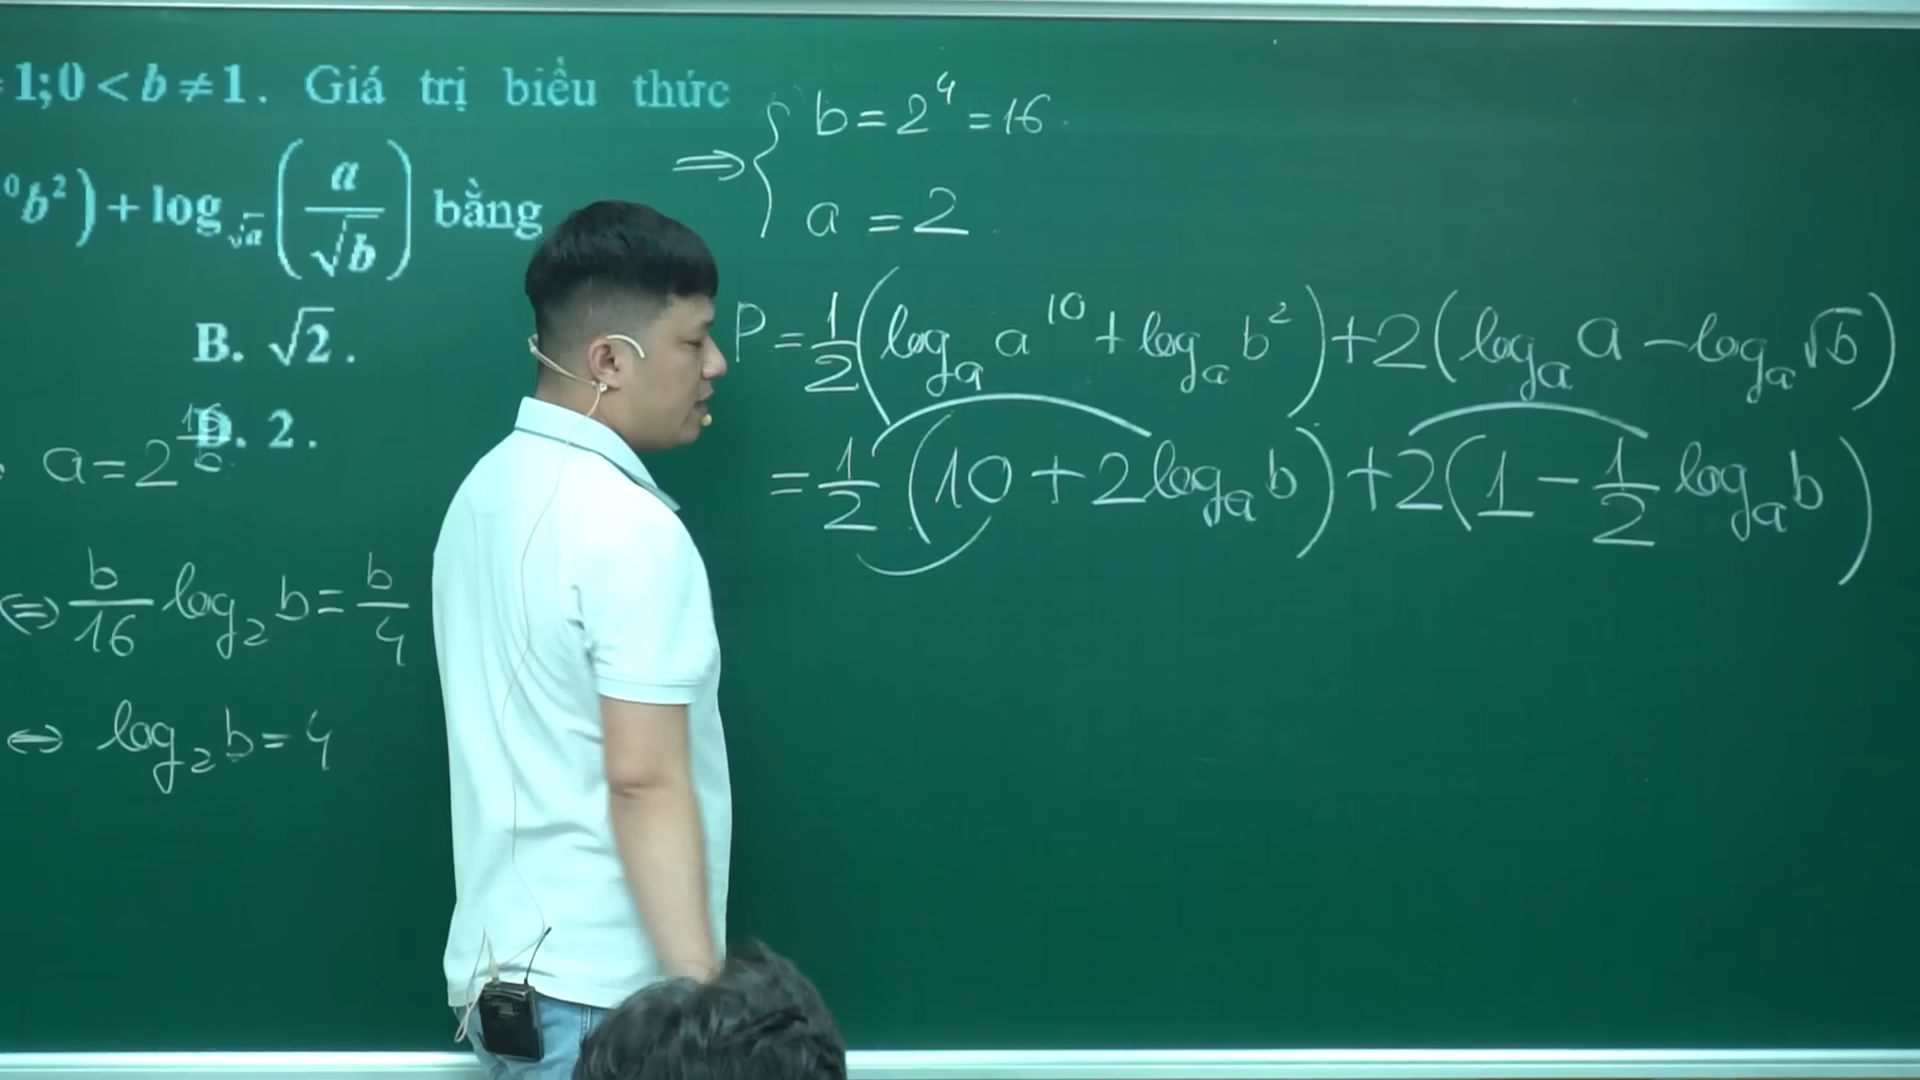 = 1; 0 < b ≠ 1. Giá trị biểu thức
⁰b²) + log_√a (a/√b) bằng
B. √2.
D. 2.
a = 2
⇔ b/16 log₂ b = b/4
⇔ log₂ b = 4
⇒ { b = 2⁴ = 16
a = 2
P = 1/2 (logₐ a¹⁰ + logₐ b²) + 2 (logₐ a − logₐ √b)
= 1/2 (10 + 2 logₐ b) + 2 (1 − 1/2 logₐ b)